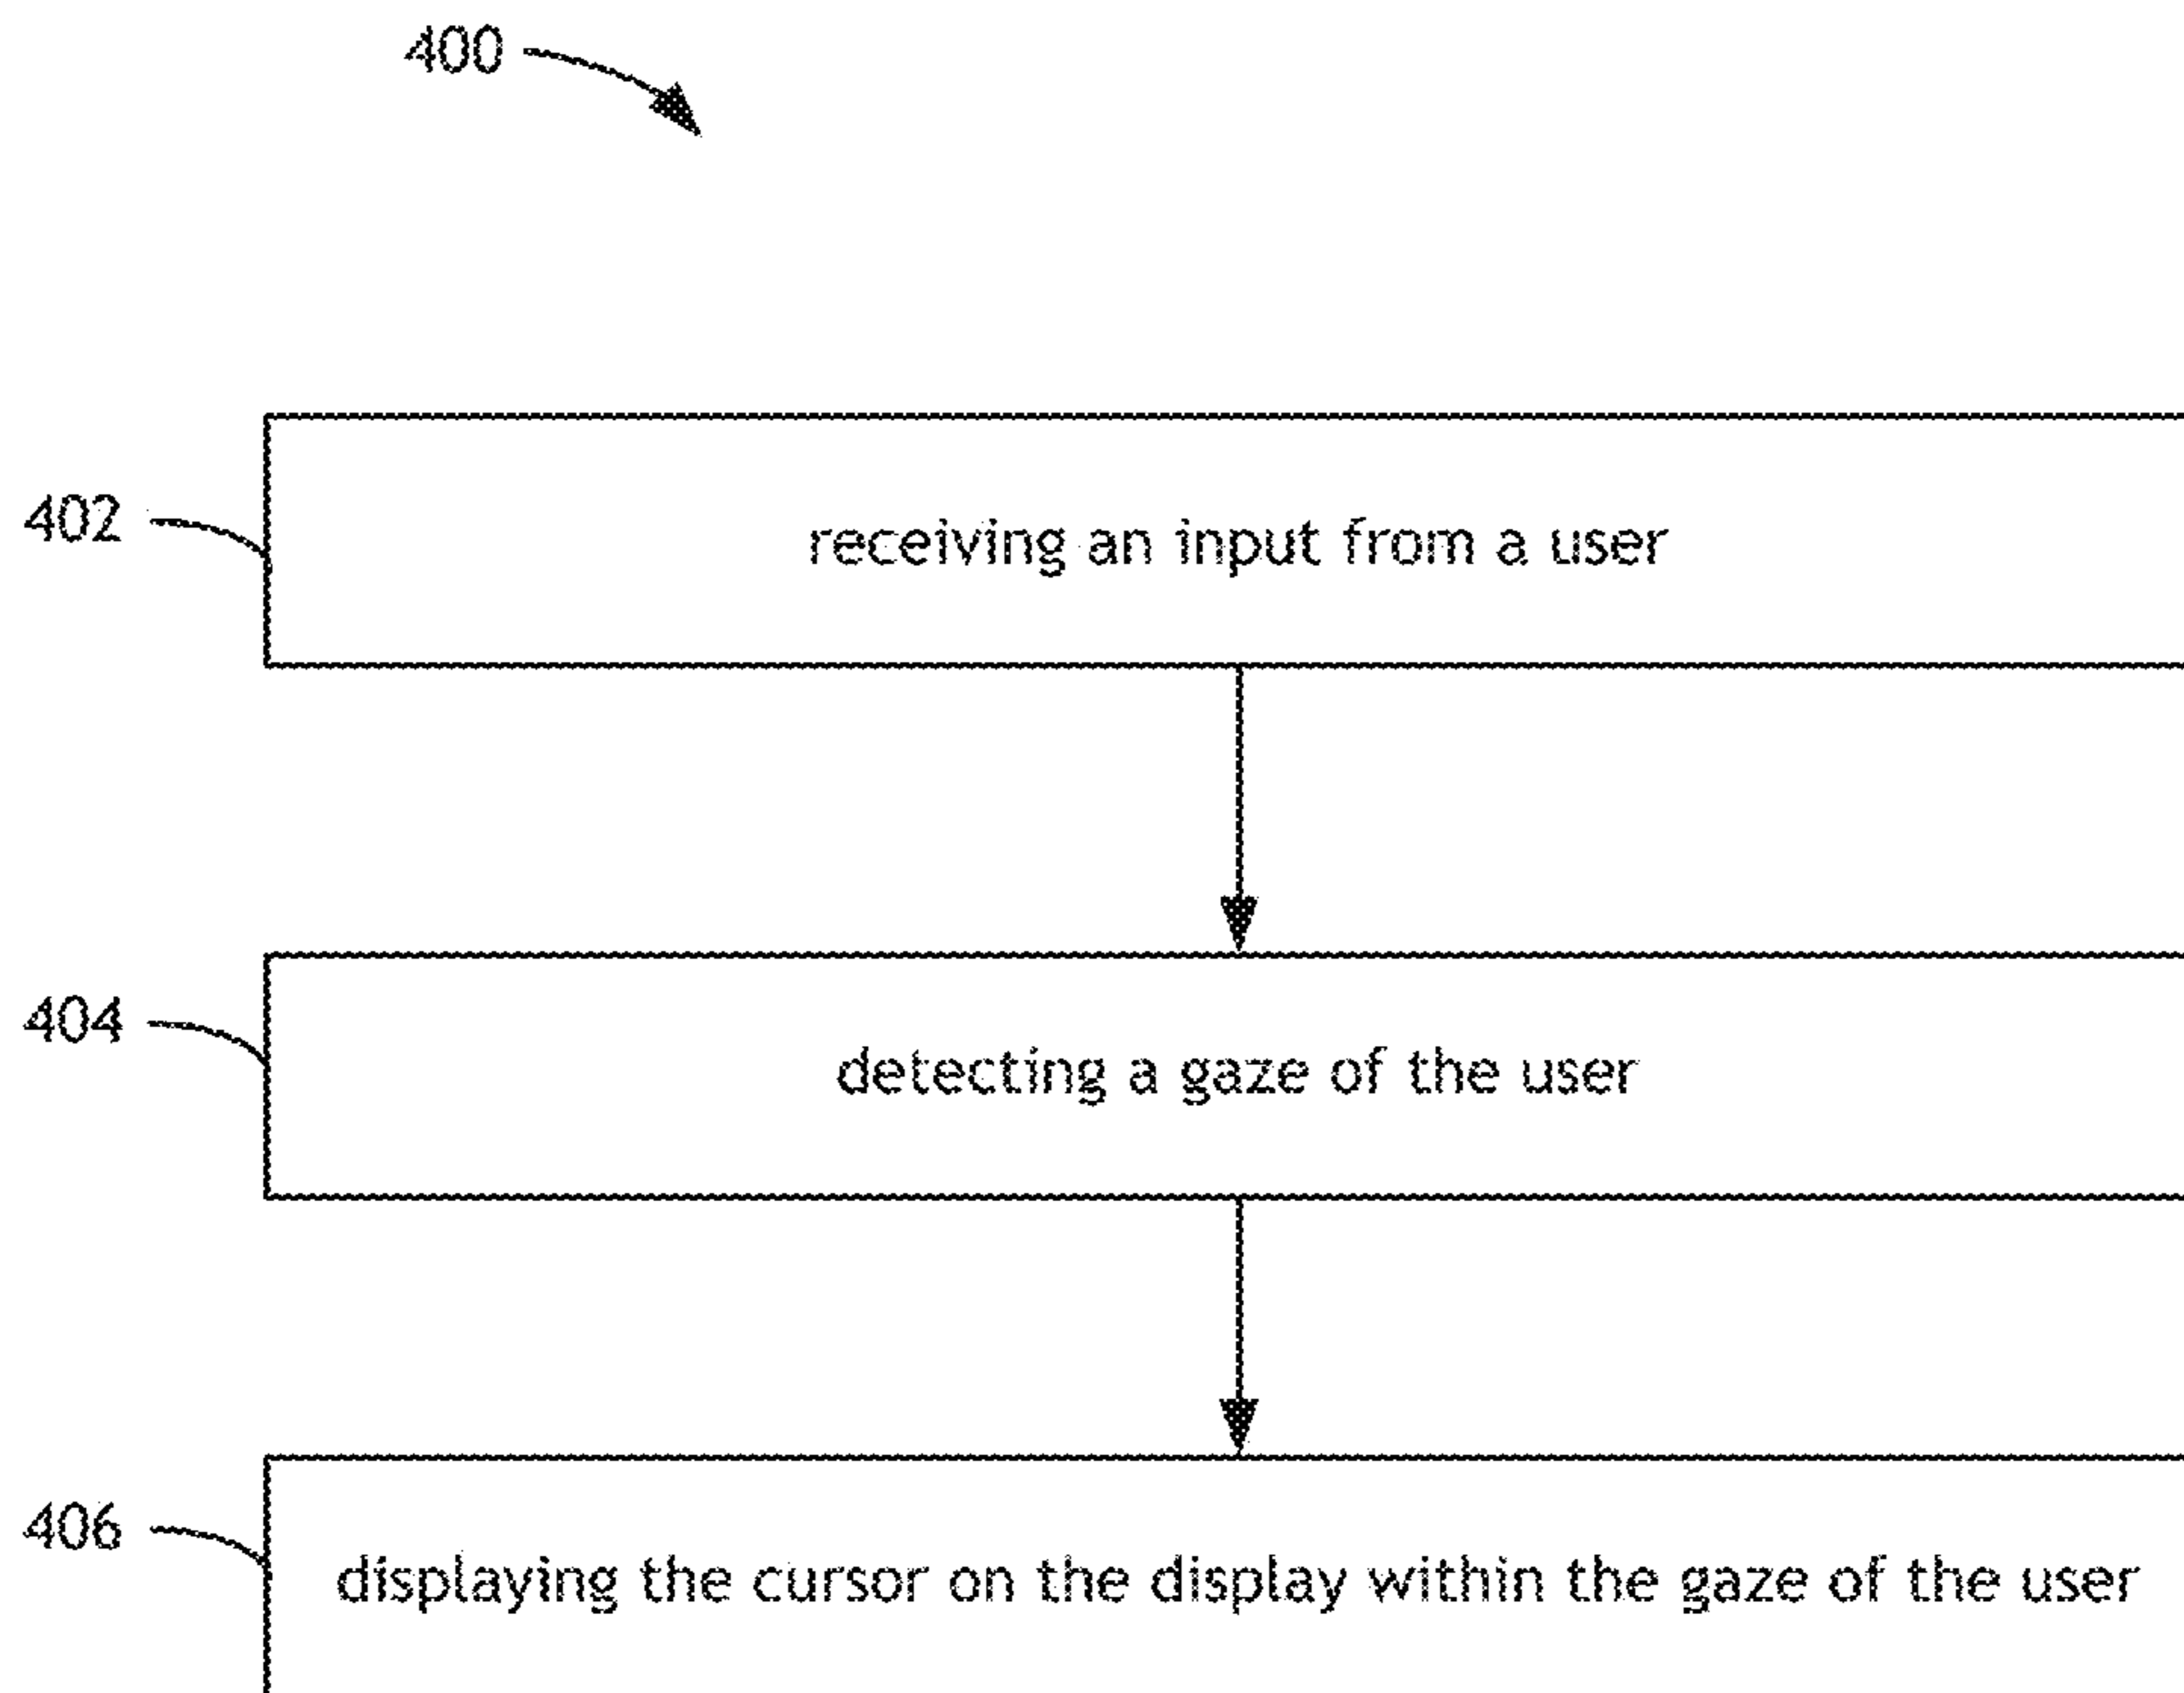 400
402
receiving an input from a user
404
detecting a gaze of the user
406
displaying the cursor on the display within the gaze of the user